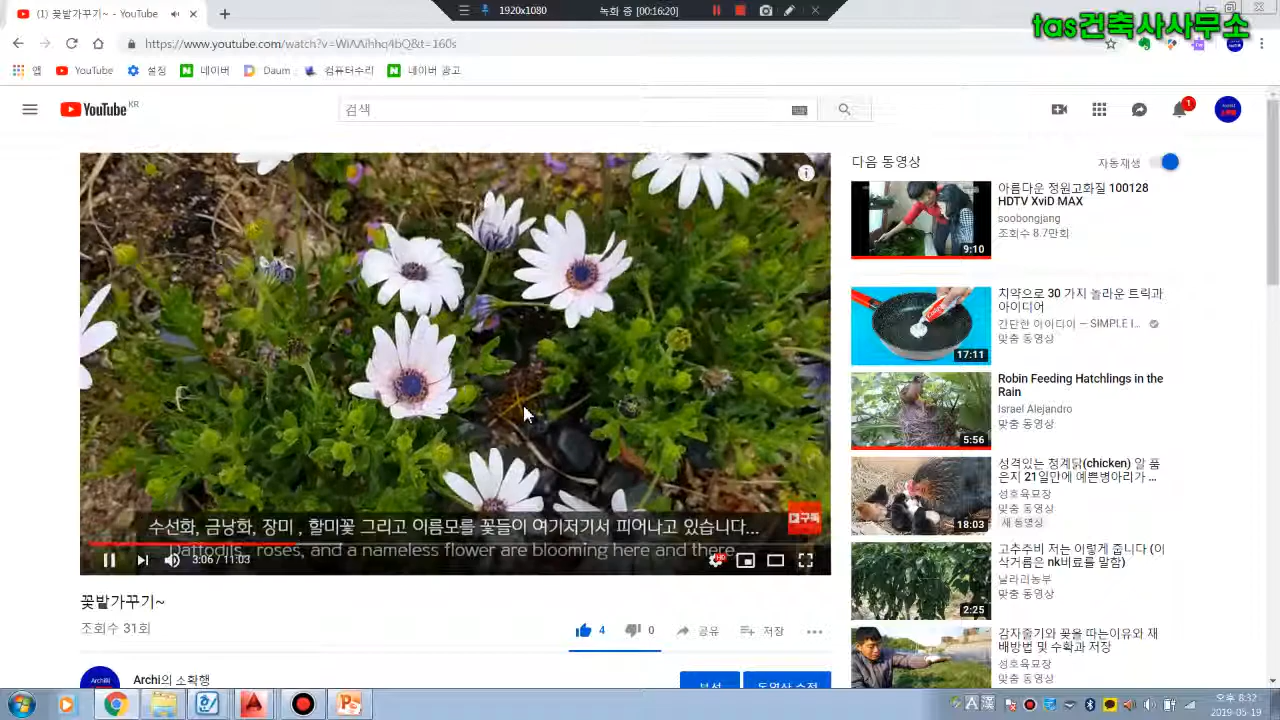 1920x1080
녹화 중 [00:16:20]
tas건축사사무소
(1) 꽃밭가꾸기~ - YouTube
앱
YouTube
설정
네이버
Daum
컴퓨터수리
네이버 광고
YouTube KR
검색
1
다음 동영상
자동재생
아름다운 정원고화질 100128
HDTV XviD MAX
soobongjang
조회수 8.7만회
9:10
치약으로 30 가지 놀라운 트릭과
아이디어
간단한 아이디어 – SIMPLE I...
맞춤 동영상
17:11
Robin Feeding Hatchlings in the
Rain
Israel Alejandro
맞춤 동영상
5:56
성격있는 청계닭(chicken) 알 품
은지 21일만에 예쁜병아리가 ...
성호육묘장
맞춤 동영상
새 동영상
18:03
고추추비 저는 이렇게 줍니다 (이
삭거름은 nk비료를 말함)
날라리농부
맞춤 동영상
2:25
감자줄기와 꽃을 따는이유와 재
배방법 및 수확과 저장
성호육묘장
맞춤 동영상
수선화, 금낭화, 장미 , 할미꽃 그리고 이름모를 꽃들이 여기저기서 피어나고 있습니다...
구독
Daffodils, roses, and a nameless flower are blooming here and there
3:06 / 11:03
HD
꽃밭가꾸기~
조회수 31회
4
0
공유
저장
Archi의 소확행
분석
동영상 수정
오후 8:32
2019-05-19